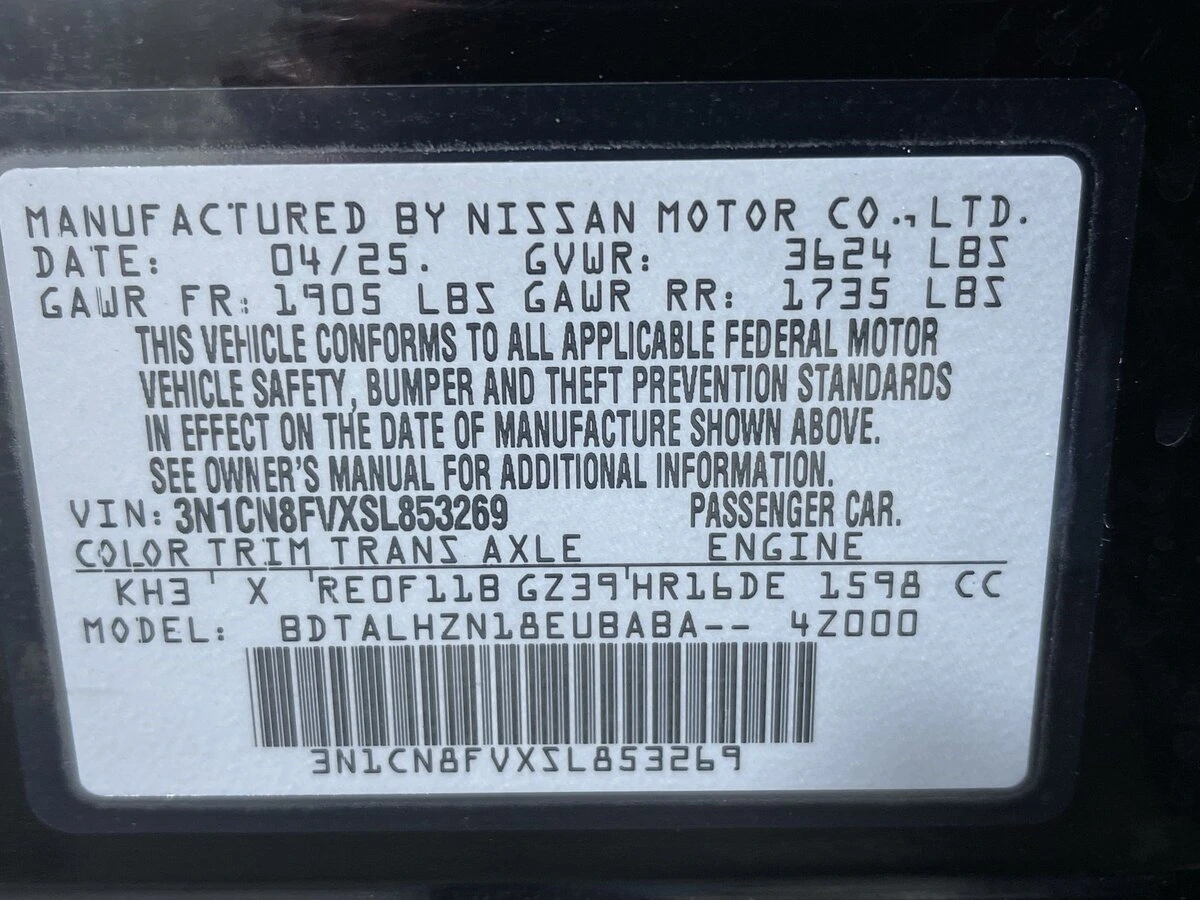 MANUFACTURED BY NISSAN MOTOR CO., LTD.
DATE: 04/25. GVWR: 3624 LBS
GAWR FR: 1905 LBS GAWR RR: 1735 LBS
THIS VEHICLE CONFORMS TO ALL APPLICABLE FEDERAL MOTOR
VEHICLE SAFETY, BUMPER AND THEFT PREVENTION STANDARDS
IN EFFECT ON THE DATE OF MANUFACTURE SHOWN ABOVE.
SEE OWNER'S MANUAL FOR ADDITIONAL INFORMATION.
VIN: 3N1CN8FVXSL853269 PASSENGER CAR.
COLOR TRIM TRANS AXLE ENGINE
KH3 ' X ' RE0F11B GZ39 ' HR16DE 1598 CC
MODEL: BDTALHZN18EUBABA-- 4Z000
3N1CN8FVXSL853269